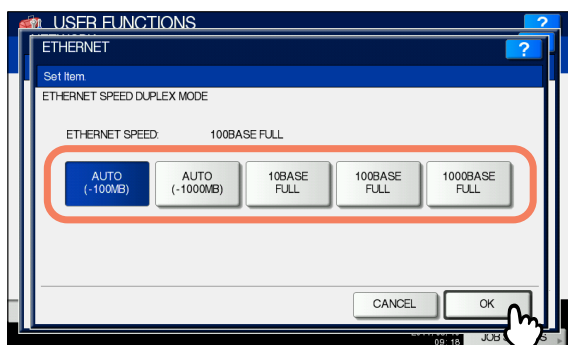 USER FUNCTIONS
?
ETHERNET
?
Set Item.
ETHERNET SPEED DUPLEX MODE
ETHERNET SPEED: 100BASE FULL
AUTO
(-100MB)
AUTO
(-1000MB)
10BASE
FULL
100BASE
FULL
1000BASE
FULL
CANCEL
OK
09:18